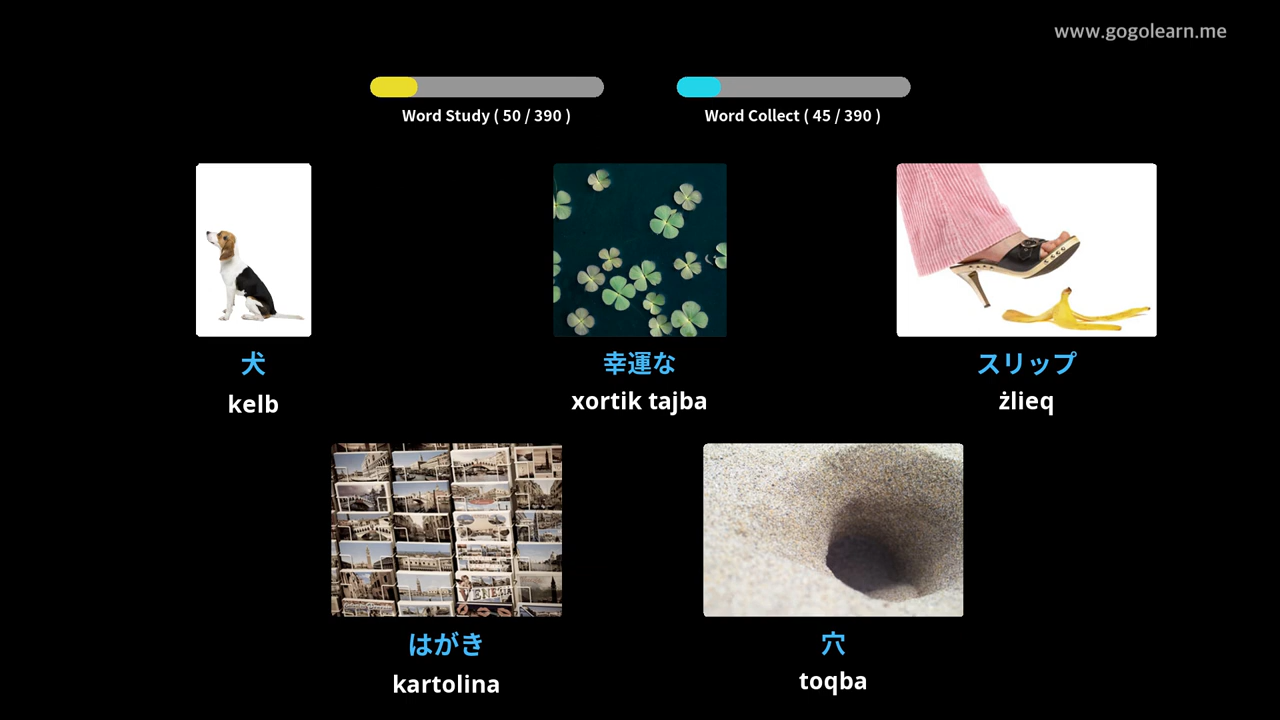 www.gogolearn.me
Word Study ( 50 / 390 )
Word Collect ( 45 / 390 )
犬
kelb
幸運な
xortik tajba
スリップ
żlieq
はがき
kartolina
穴
toqba